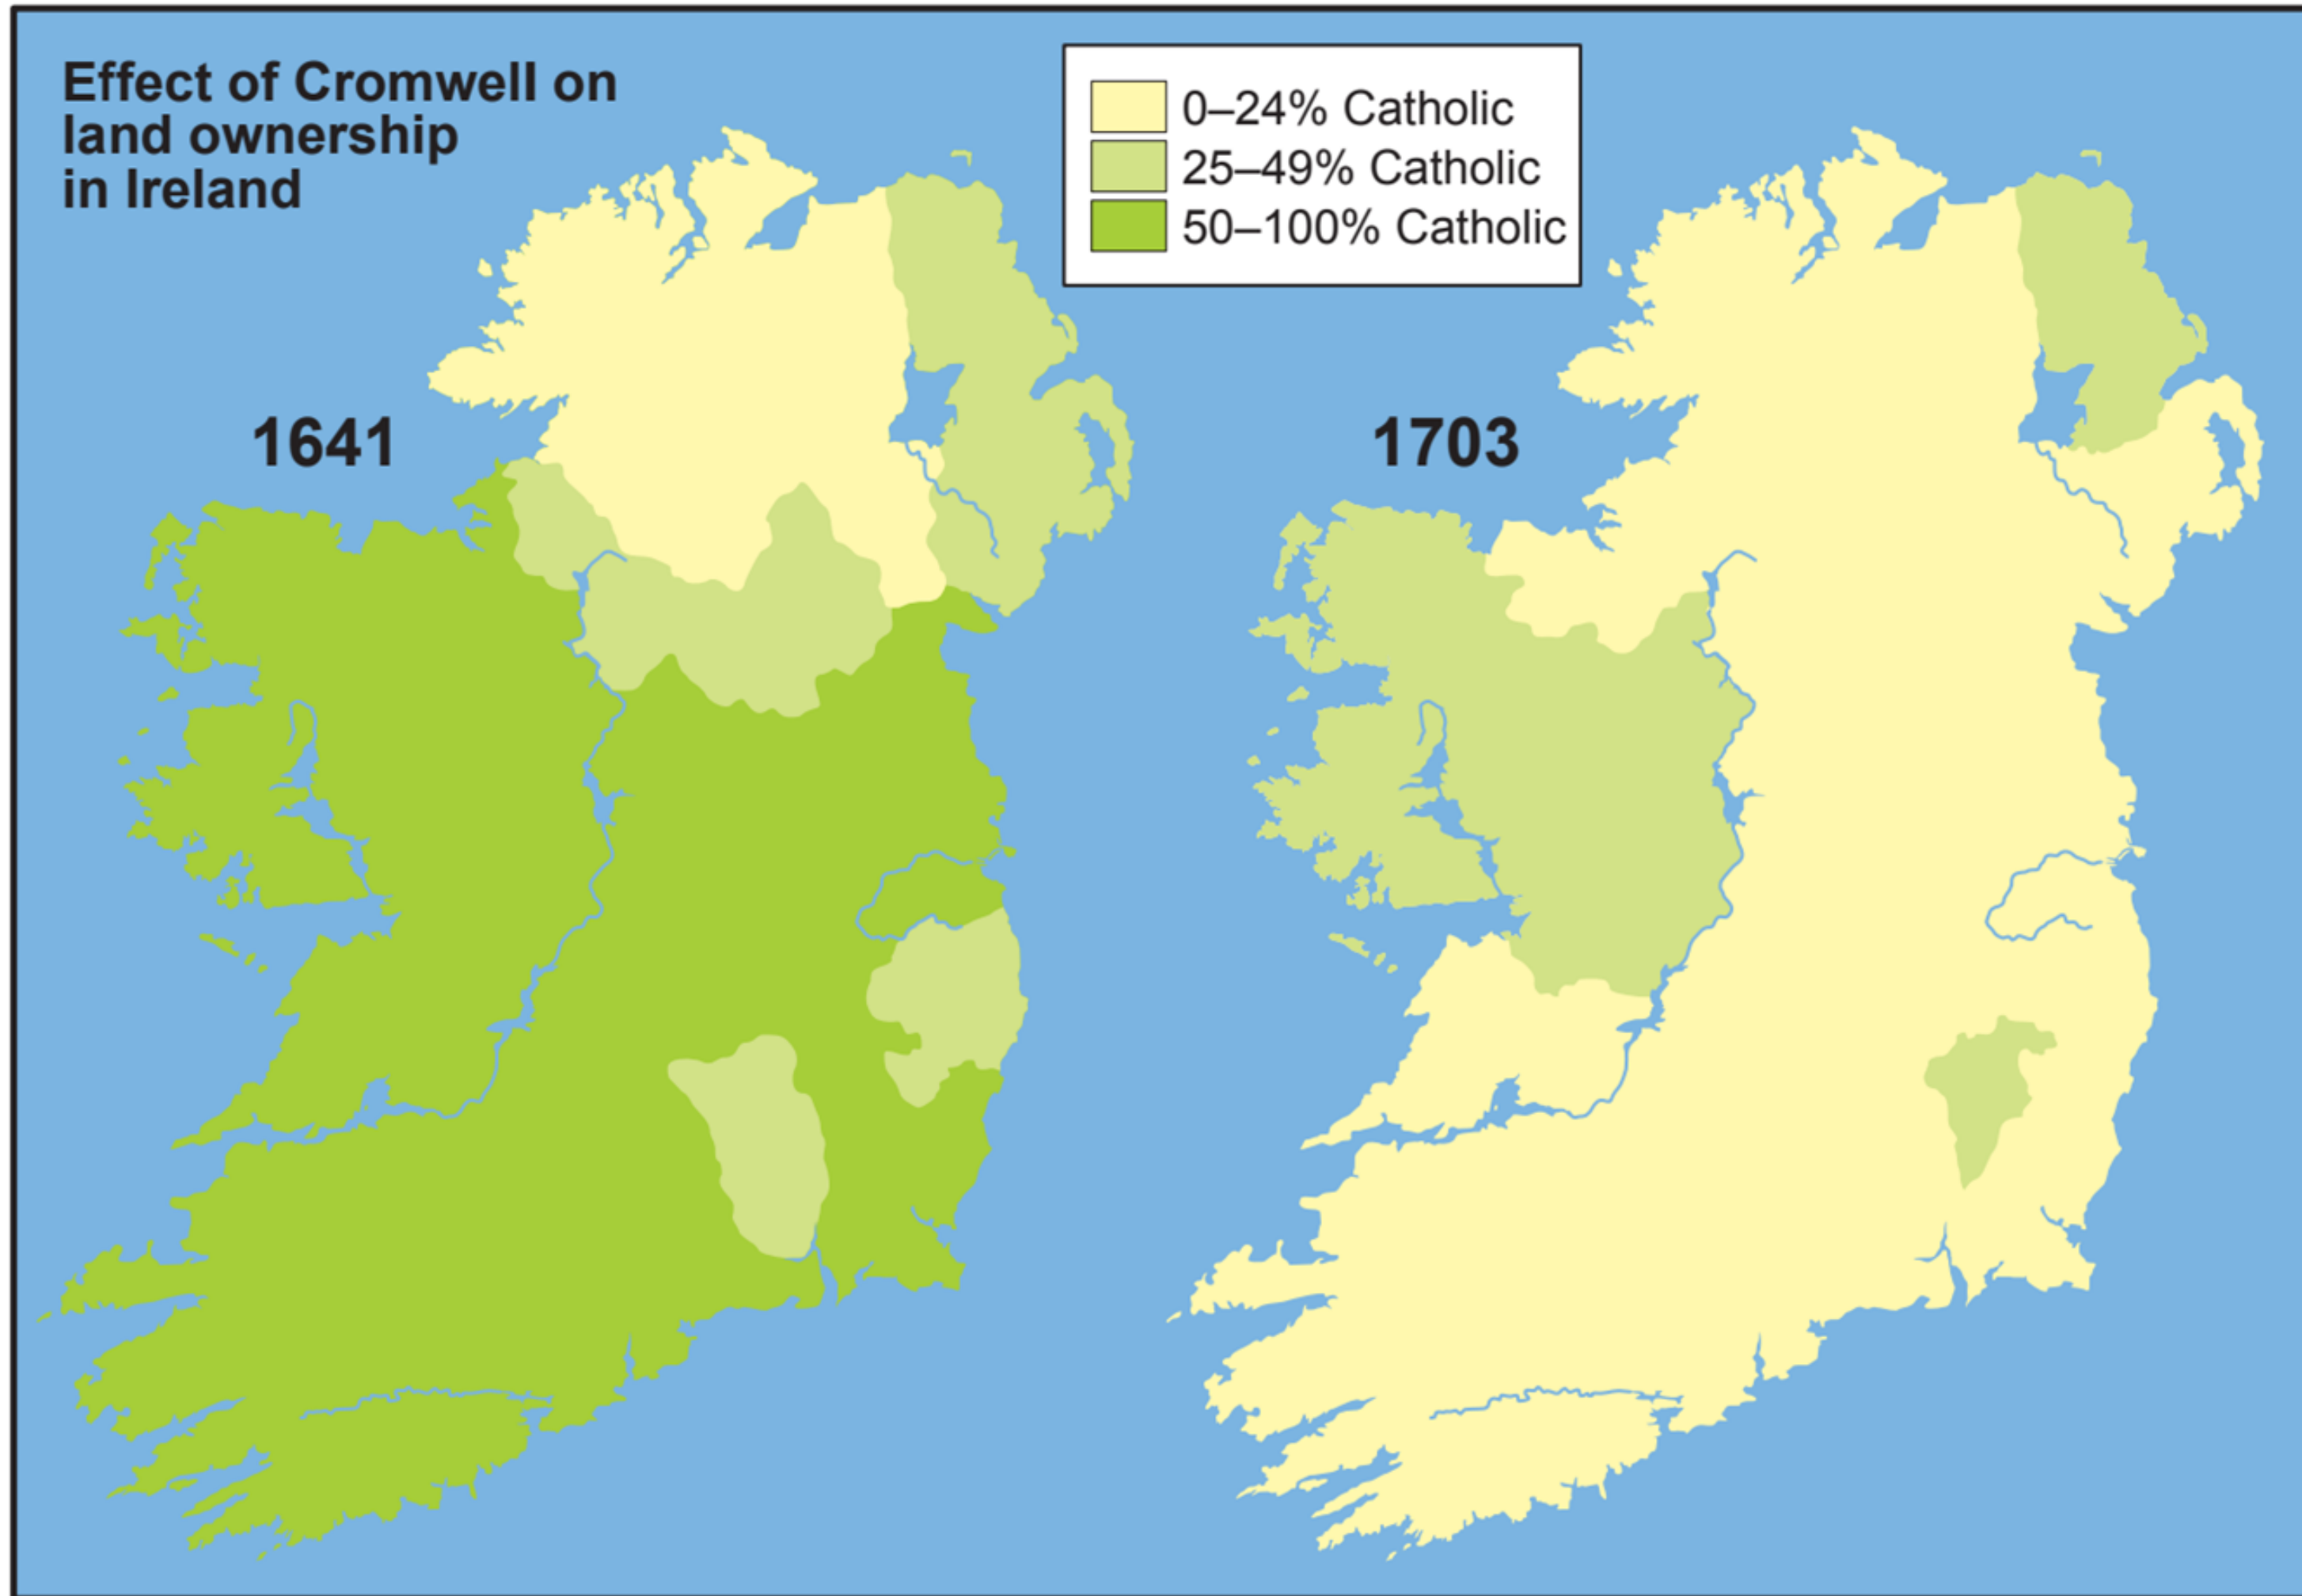 Effect of Cromwell on
land ownership
in Ireland
0–24% Catholic
25–49% Catholic
50–100% Catholic
1641
1703